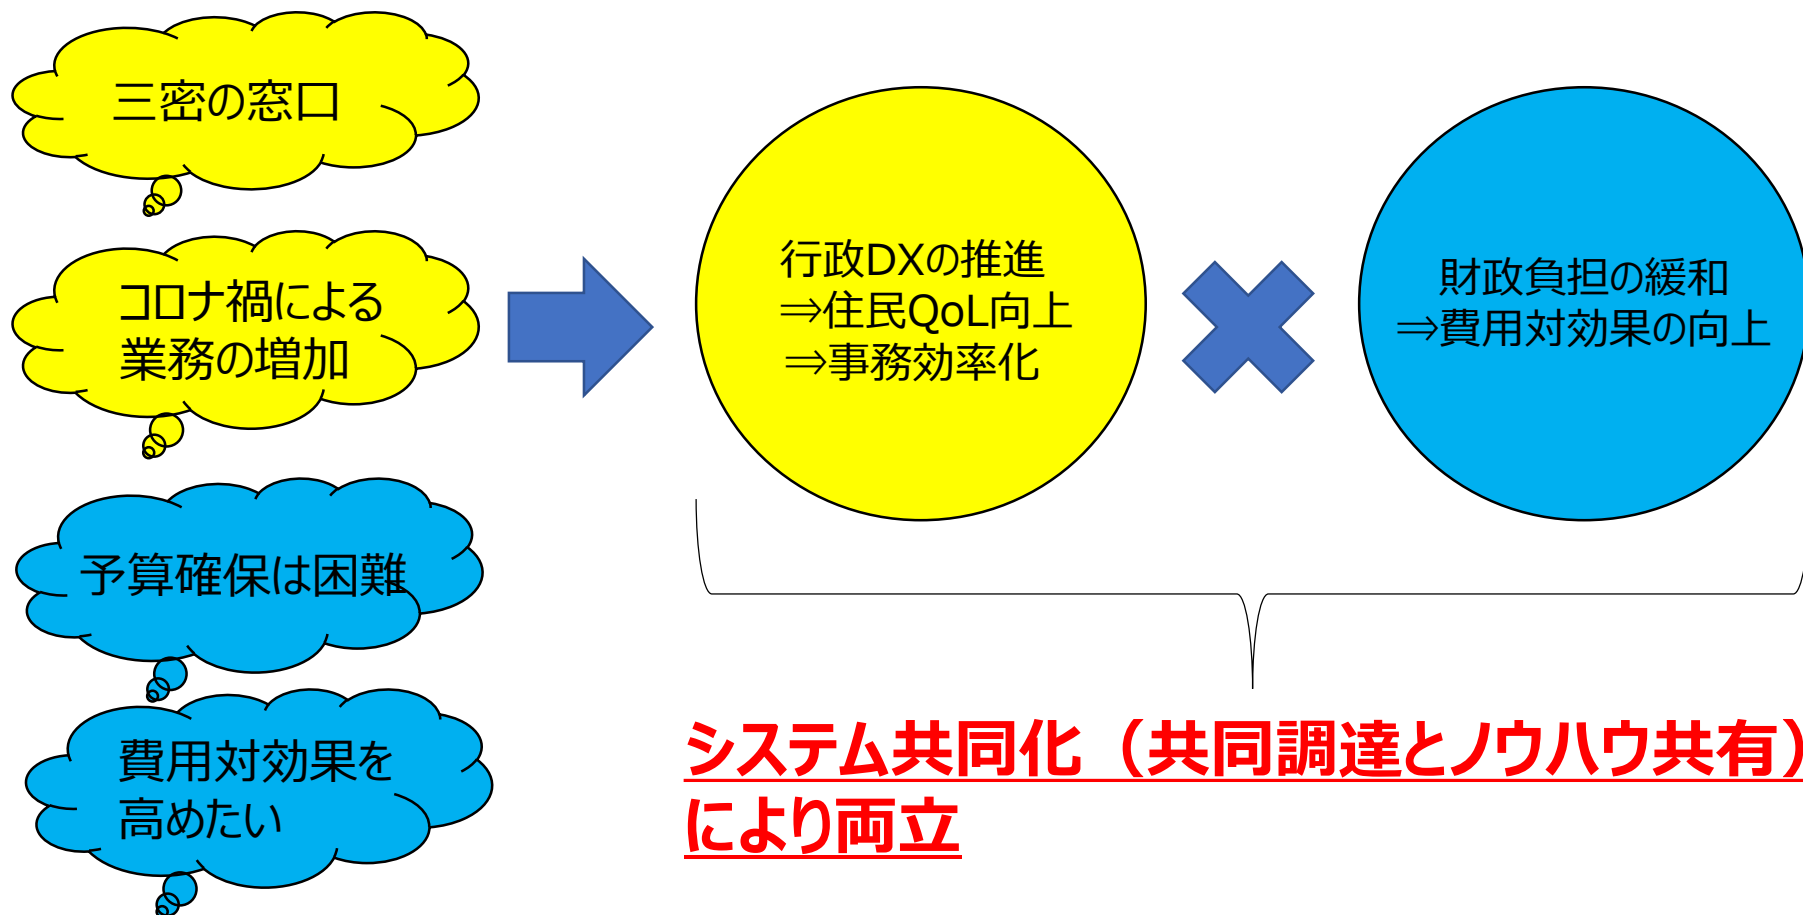 三密の窓口
コロナ禍による
業務の増加
予算確保は困難
費用対効果を
高めたい
行政DXの推進
⇒住民QoL向上
⇒事務効率化
財政負担の緩和
⇒費用対効果の向上
システム共同化（共同調達とノウハウ共有）
により両立